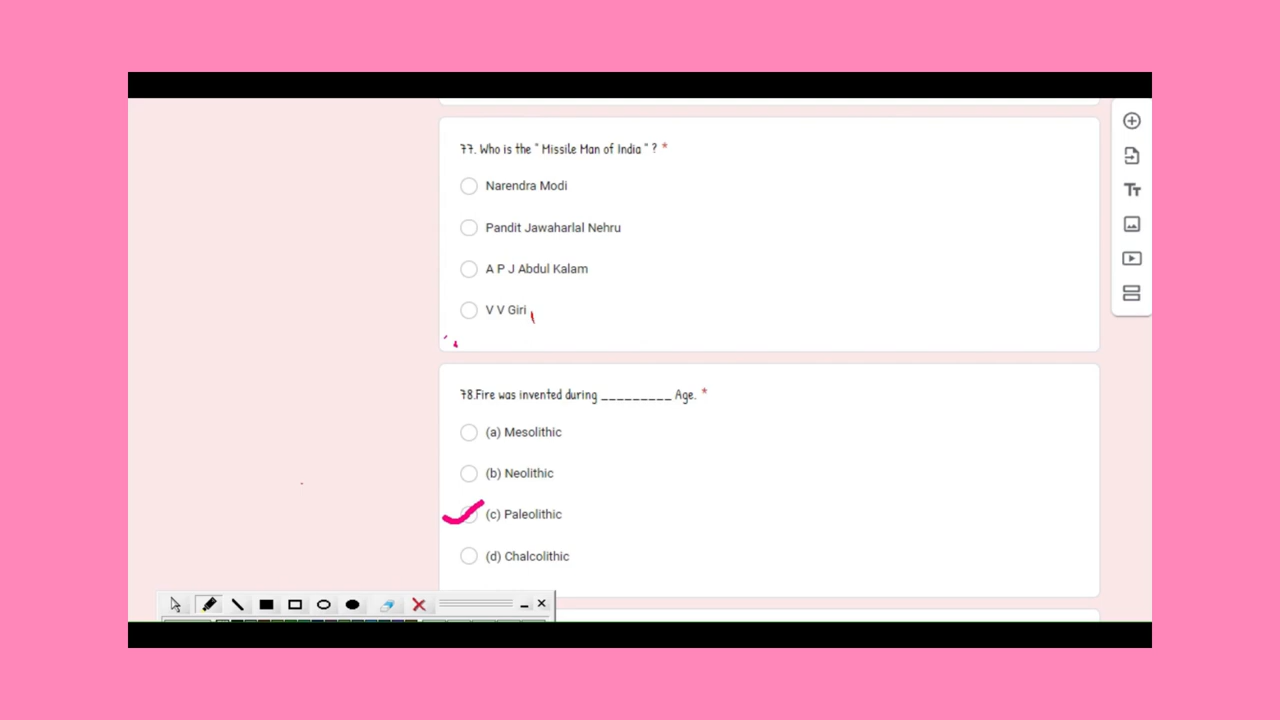 77. Who is the " Missile Man of India " ? *
Narendra Modi
Pandit Jawaharlal Nehru
A P J Abdul Kalam
V V Giri
78.Fire was invented during _________ Age. *
(a) Mesolithic
(b) Neolithic
(c) Paleolithic
(d) Chalcolithic